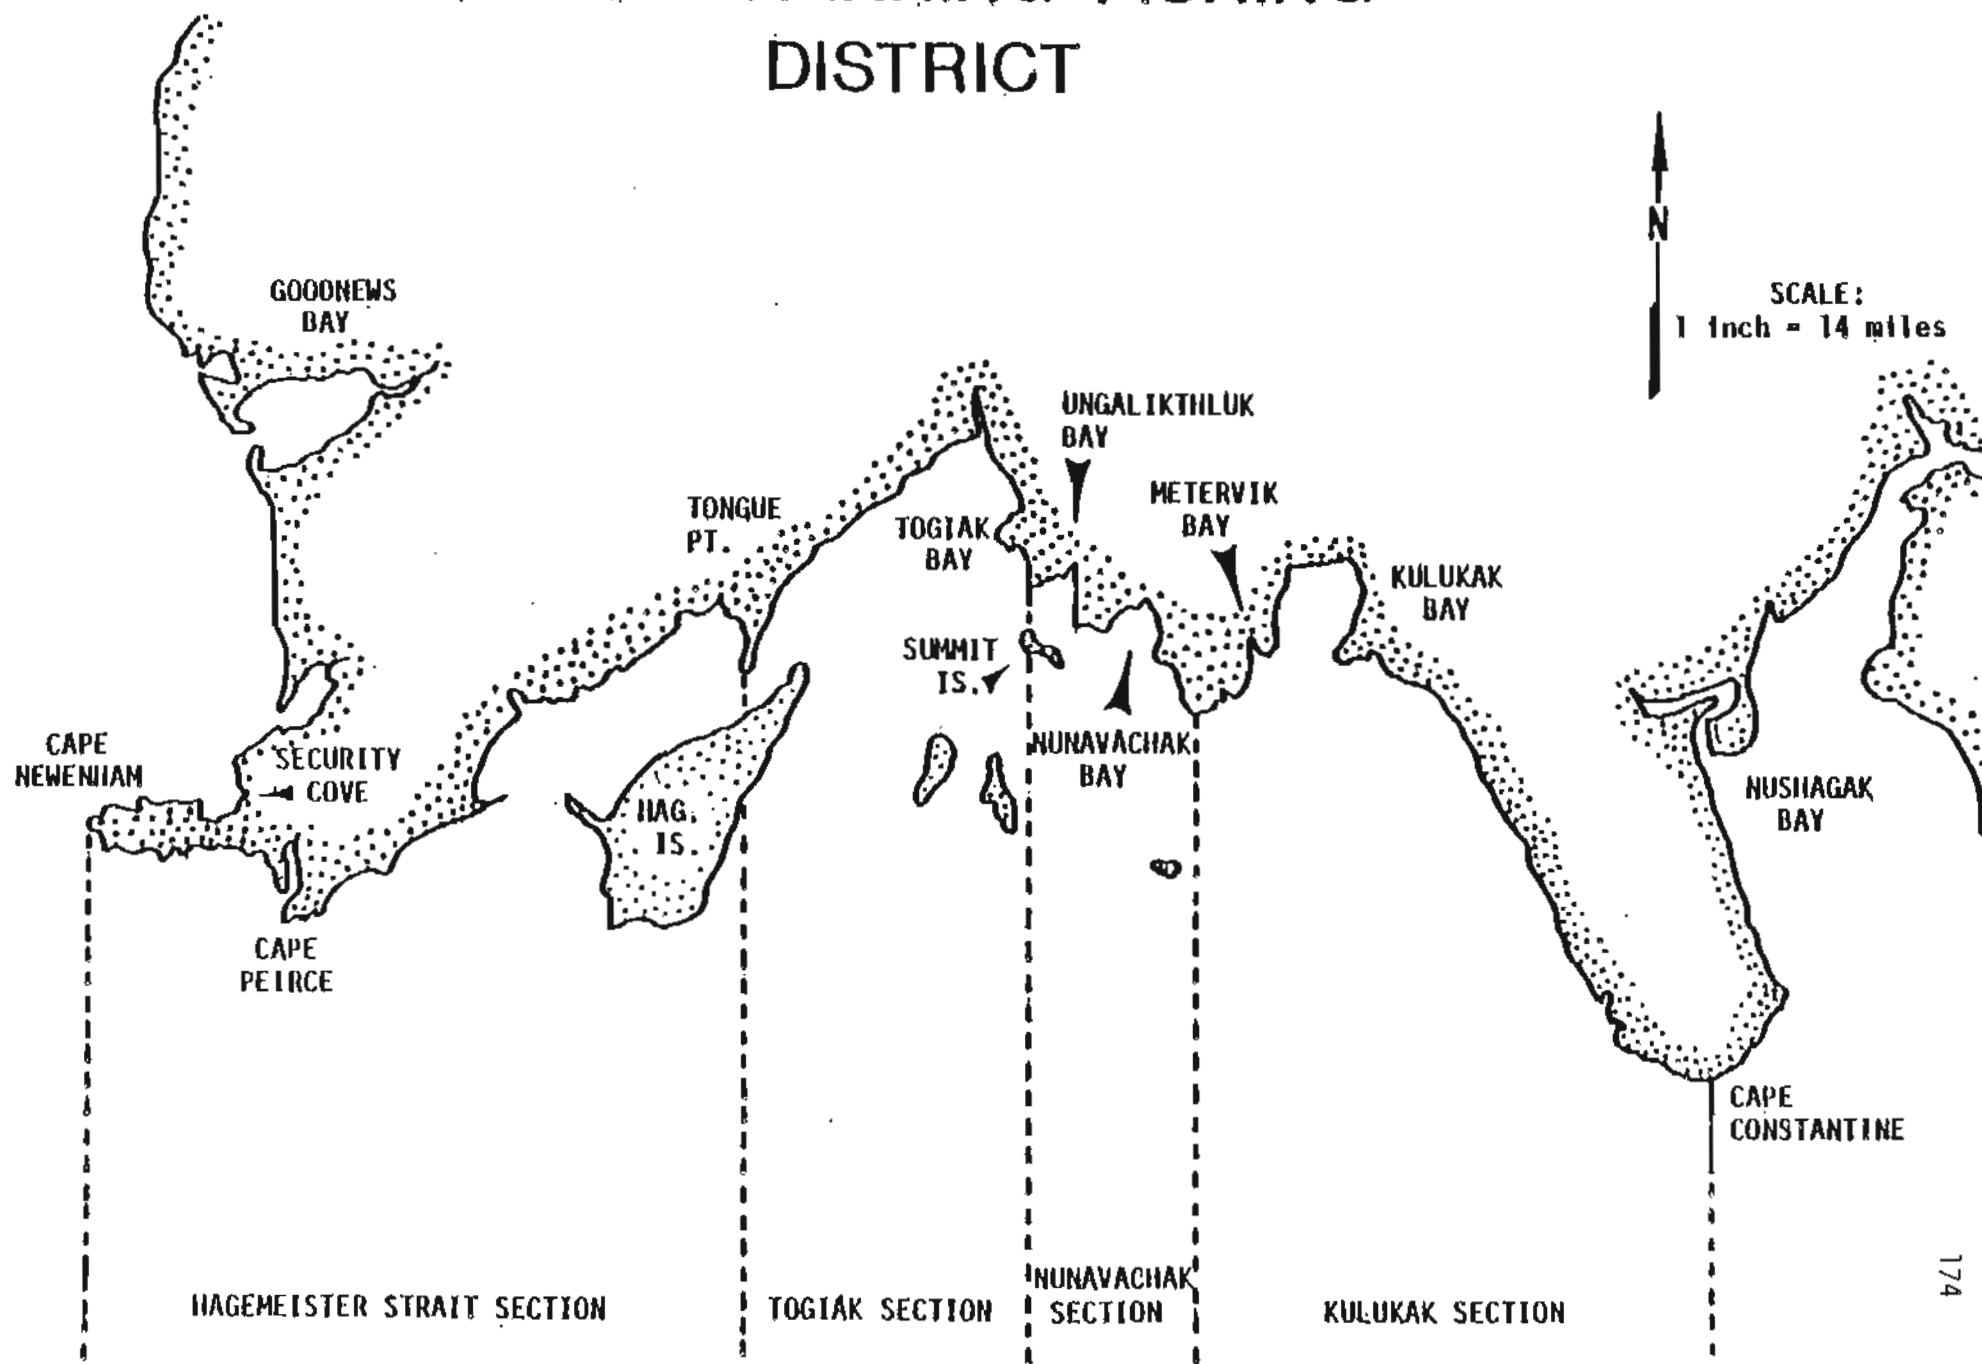 DISTRICT
N
SCALE:
1 inch = 14 miles
GOODNEWS
BAY
UNGALIKTHLUK
BAY
METERVIK
BAY
TONGUE
PT.
TOGIAK
BAY
KULUKAK
BAY
SUMMIT
IS.
CAPE
NEWENHAM
SECURITY
COVE
NUNAVACHAK
BAY
HAG.
IS.
NUSHAGAK
BAY
CAPE
PEIRCE
CAPE
CONSTANTINE
HAGEMEISTER STRAIT SECTION
TOGIAK SECTION
NUNAVACHAK
SECTION
KULUKAK SECTION
174